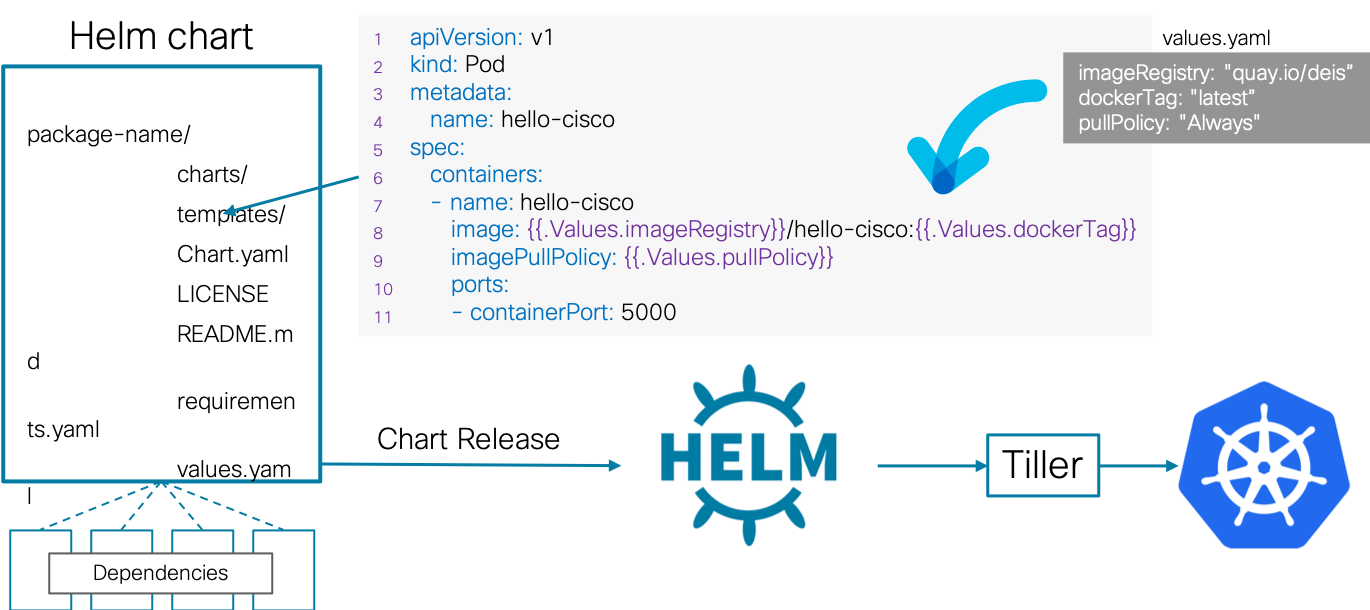 Helm chart
package-name/
charts/
templates/
Chart.yaml
LICENSE
README.m
d
requiremen
ts.yaml
values.yam
l
Dependencies
1 apiVersion: v1
2 kind: Pod
3 metadata:
4 name: hello-cisco
5 spec:
6 containers:
7 - name: hello-cisco
8 image: {{.Values.imageRegistry}}/hello-cisco:{{.Values.dockerTag}}
9 imagePullPolicy: {{.Values.pullPolicy}}
10 ports:
11 - containerPort: 5000
values.yaml
imageRegistry: "quay.io/deis”
dockerTag: "latest”
pullPolicy: "Always"
Chart Release
HELM
Tiller